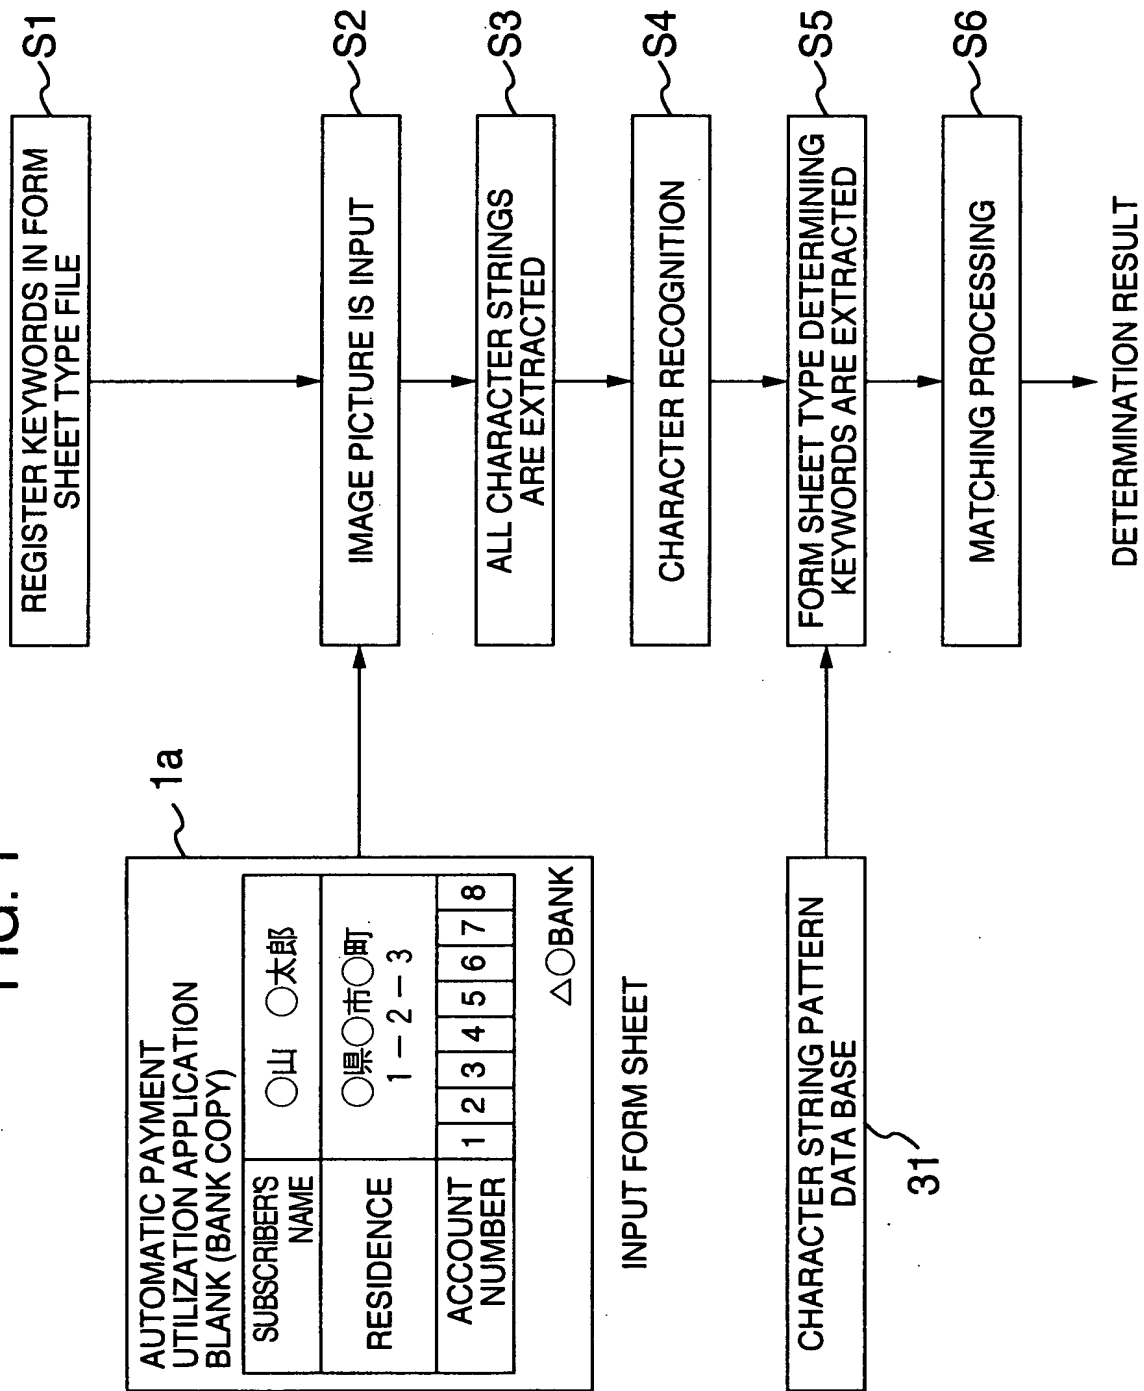 FIG. 1
REGISTER KEYWORDS IN FORM
SHEET TYPE FILE
S1
AUTOMATIC PAYMENT
UTILIZATION APPLICATION
BLANK (BANK COPY)
SUBSCRIBER'S
NAME
○山 ○太郎
RESIDENCE
○県○市○町
1-2-3
ACCOUNT
NUMBER
1 2 3 4 5 6 7 8
△○BANK
1a
INPUT FORM SHEET
IMAGE PICTURE IS INPUT
S2
ALL CHARACTER STRINGS
ARE EXTRACTED
S3
CHARACTER RECOGNITION
S4
CHARACTER STRING PATTERN
DATA BASE
31
FORM SHEET TYPE DETERMINING
KEYWORDS ARE EXTRACTED
S5
MATCHING PROCESSING
S6
DETERMINATION RESULT